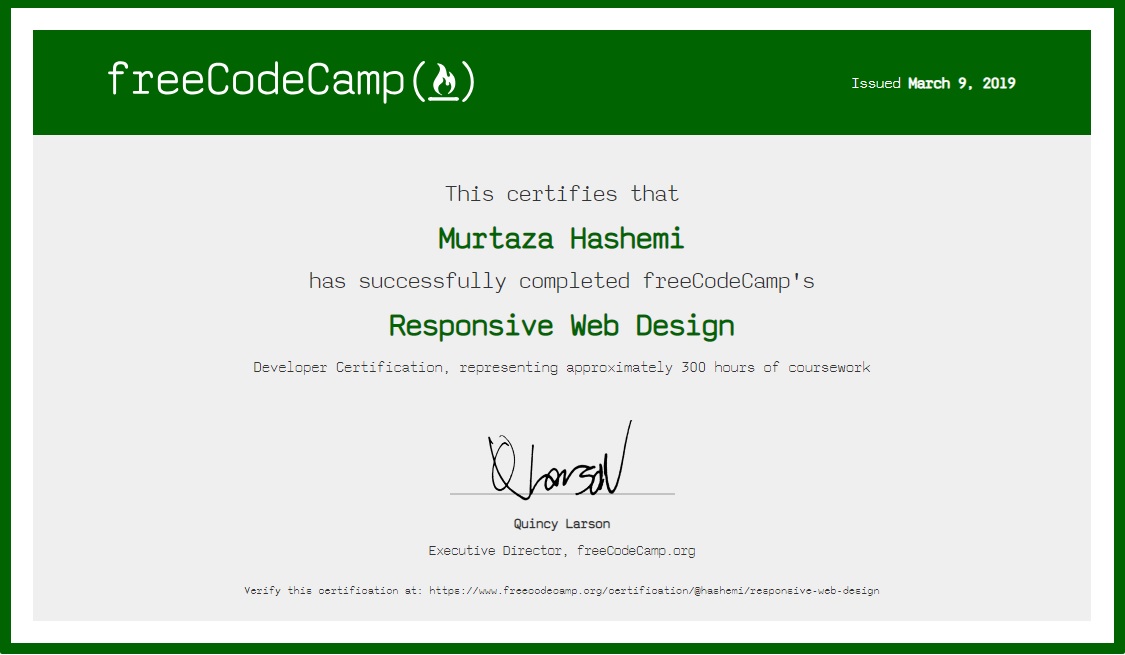 freeCodeCamp(🔥)
Issued March 9, 2019
This certifies that
Murtaza Hashemi
has successfully completed freeCodeCamp's
Responsive Web Design
Developer Certification, representing approximately 300 hours of coursework
Q Larson
Quincy Larson
Executive Director, freeCodeCamp.org
Verify this certification at: https://www.freecodecamp.org/certification/@hashemi/responsive-web-design